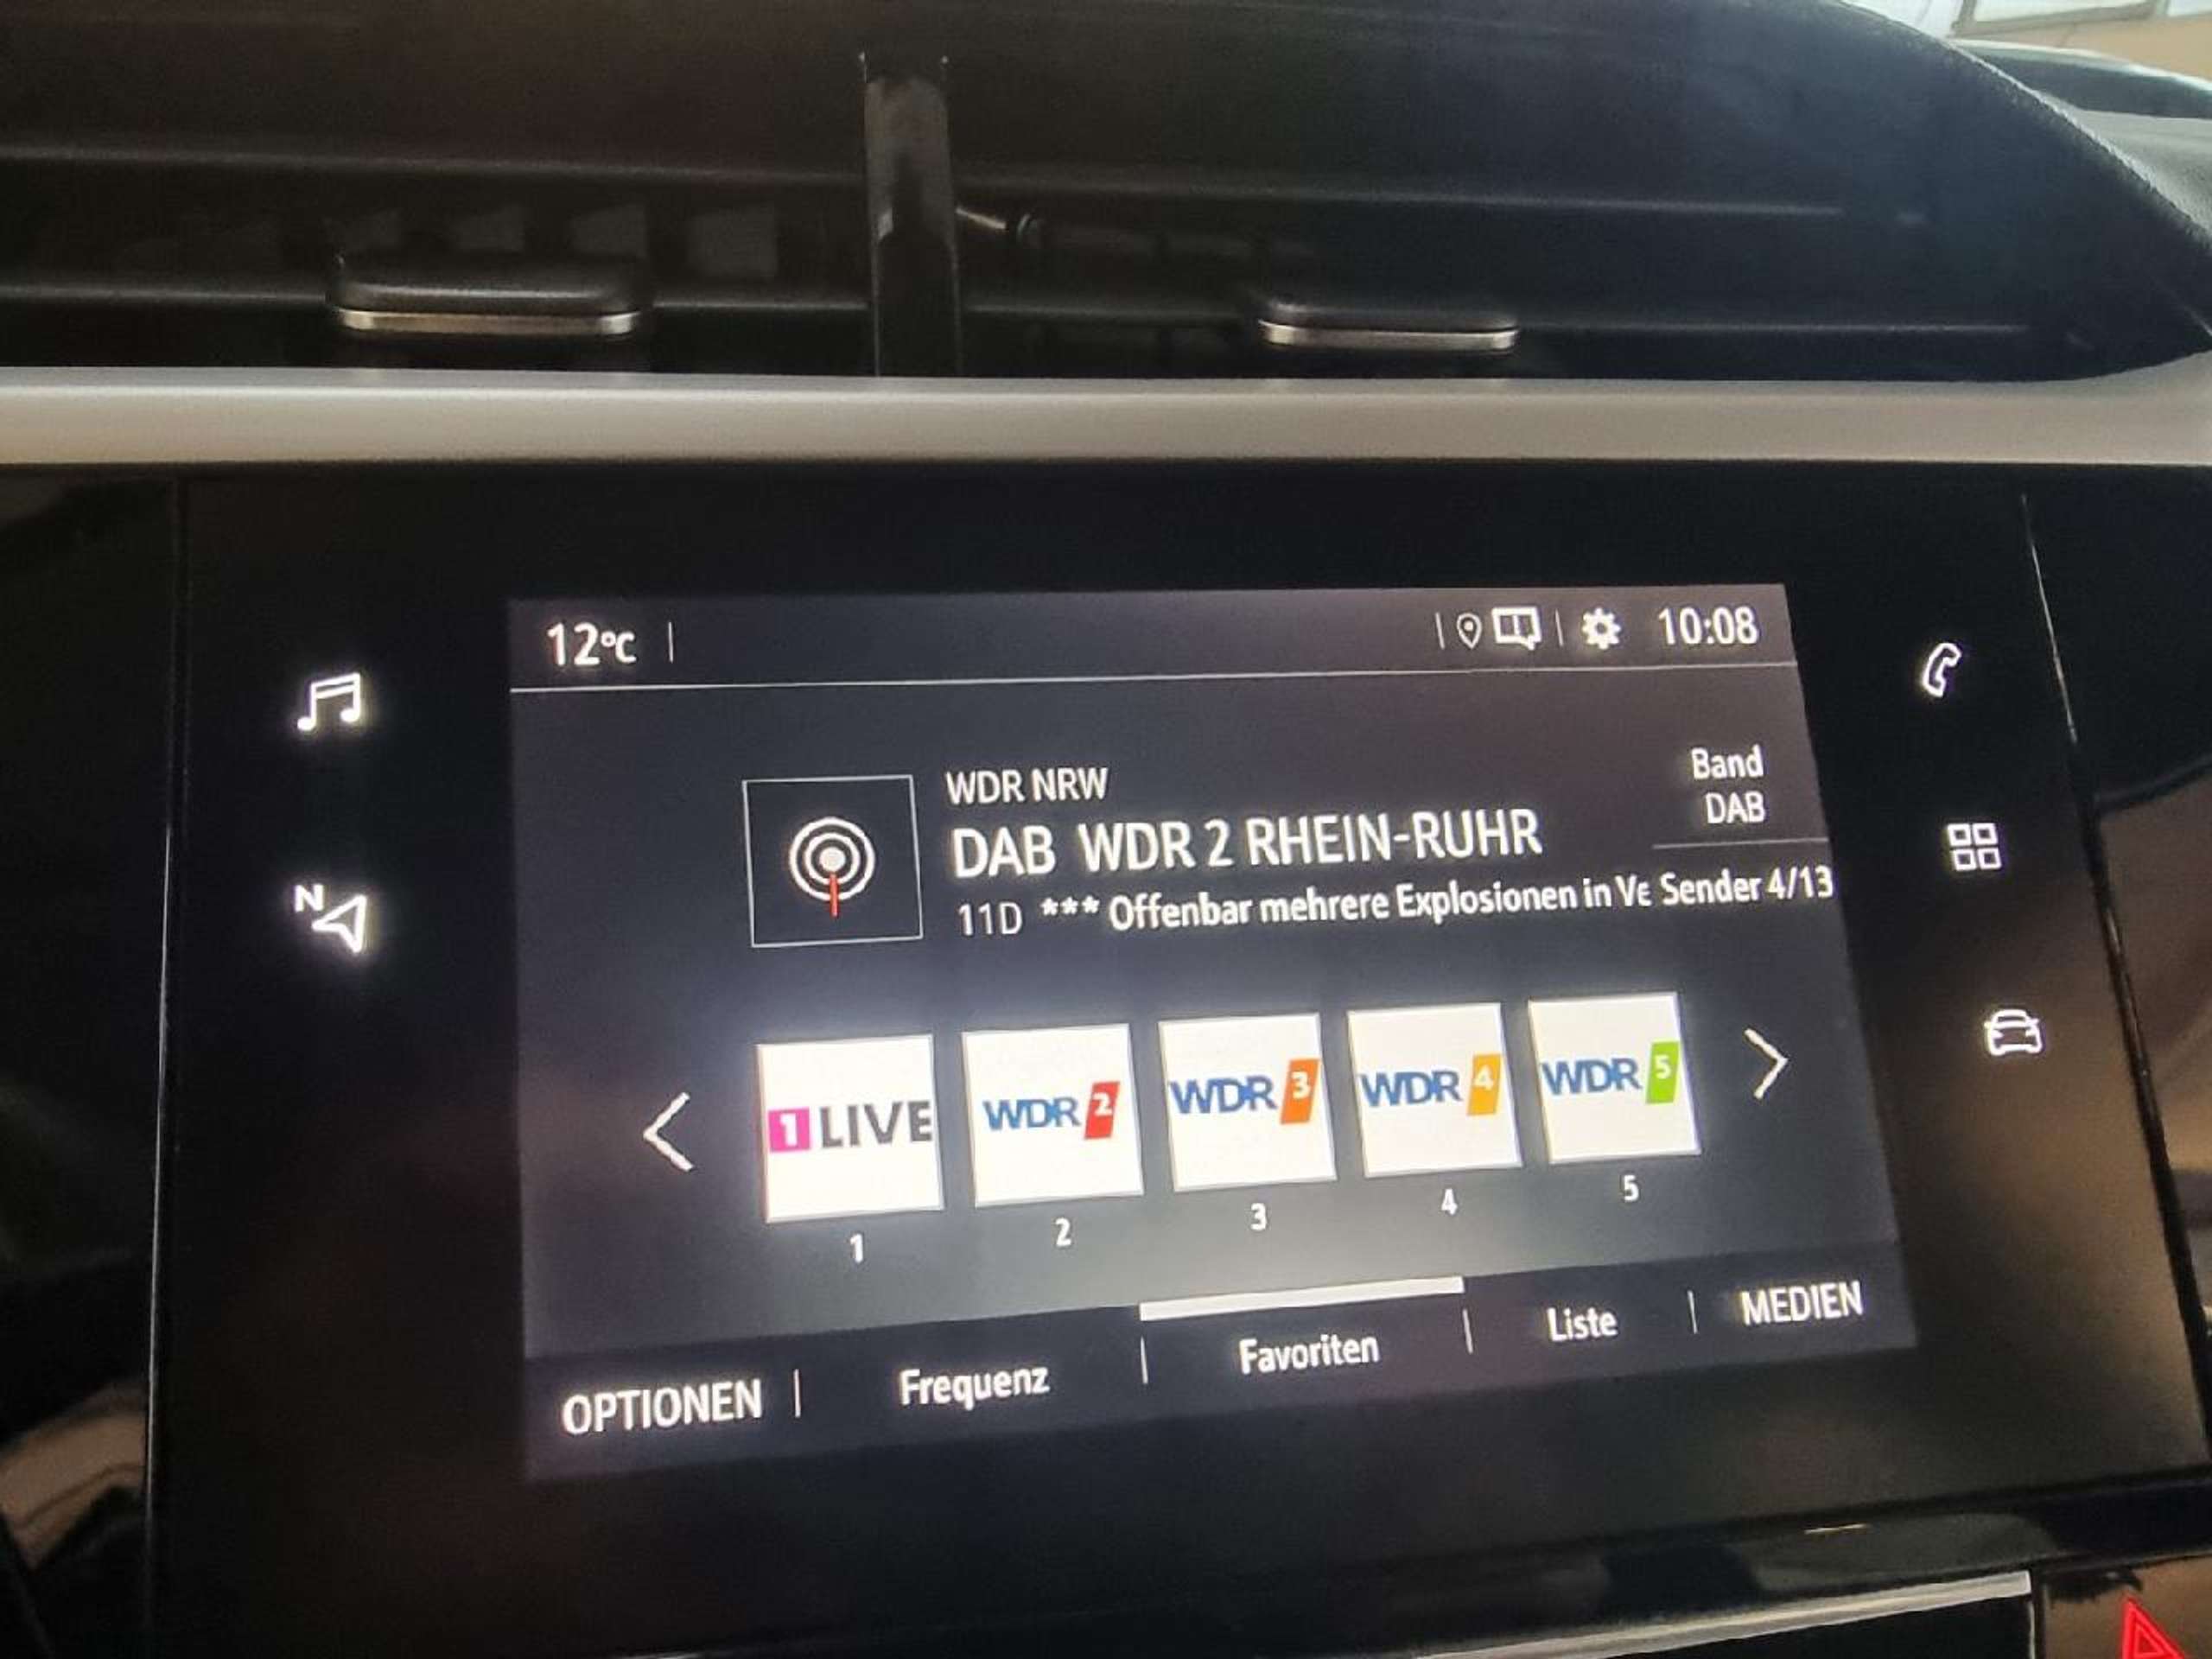 12°C 10:08
N
WDR NRW
Band
DAB
DAB WDR 2 RHEIN-RUHR
11D *** Offenbar mehrere Explosionen in Ve Sender 4/13
1 LIVE WDR 2 WDR 3 WDR 4 WDR 5
1 2 3 4 5
OPTIONEN Frequenz Favoriten Liste MEDIEN